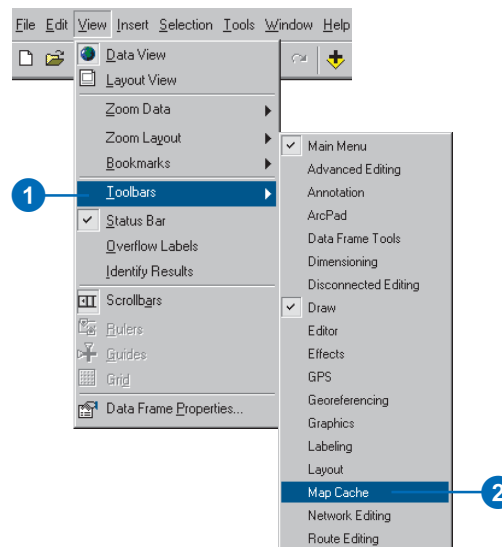 File Edit View Insert Selection Tools Window Help
Data View
Layout View
Zoom Data
Zoom Layout
Bookmarks
1
Toolbars
Status Bar
Overflow Labels
Identify Results
Scrollbars
Rulers
Guides
Grid
Data Frame Properties...
Main Menu
Advanced Editing
Annotation
ArcPad
Data Frame Tools
Dimensioning
Disconnected Editing
Draw
Editor
Effects
GPS
Georeferencing
Graphics
Labeling
Layout
Map Cache
2
Network Editing
Route Editing